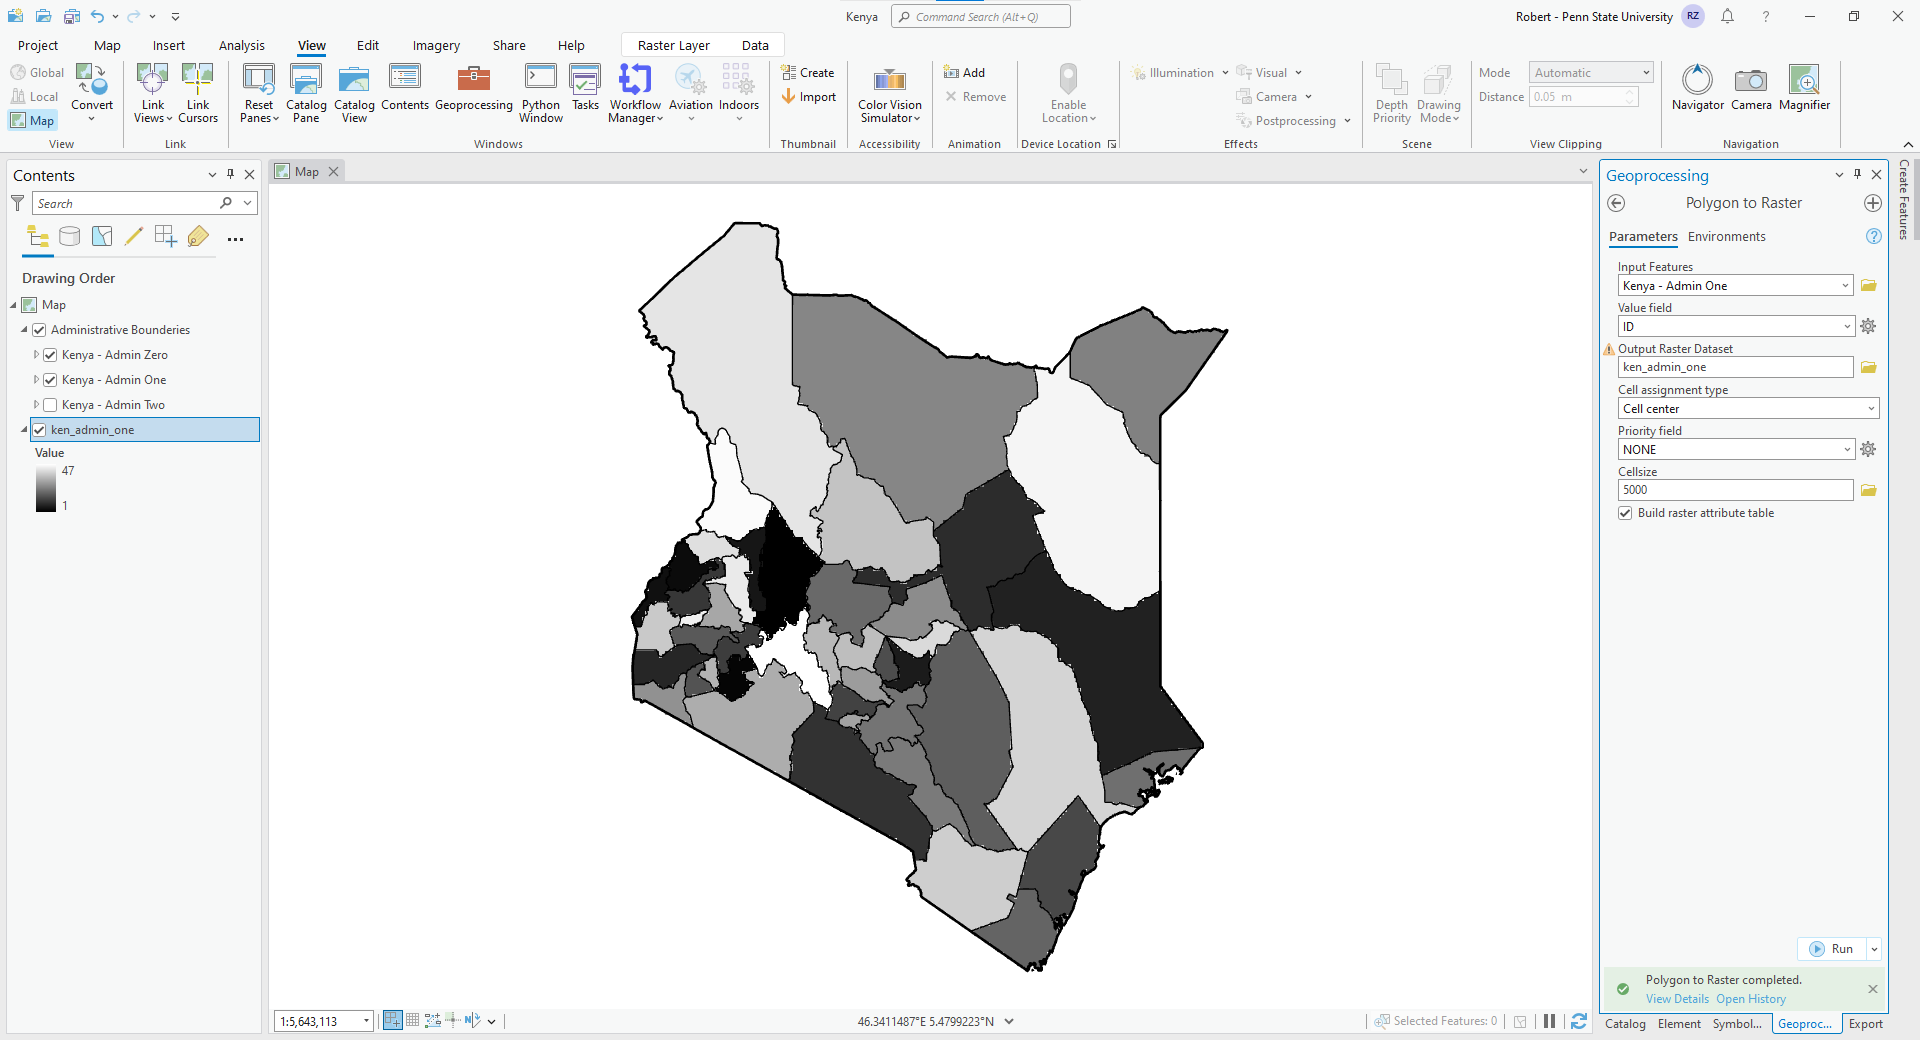 Kenya
Command Search (Alt+Q)
Robert - Penn State University
RZ
?
Project
Map
Insert
Analysis
View
Edit
Imagery
Share
Help
Raster Layer
Data
Global
Local
Map
Convert
View
Link Views
Link Cursors
Link
Reset Panes
Catalog Pane
Catalog View
Contents
Geoprocessing
Python Window
Tasks
Workflow Manager
Aviation
Indoors
Windows
Create
Import
Thumbnail
Color Vision Simulator
Accessibility
Add
Remove
Animation
Enable Location
Device Location
Illumination
Visual
Camera
Postprocessing
Effects
Depth Priority
Drawing Mode
Scene
Mode
Automatic
Distance
0.05 m
View Clipping
Navigator
Camera
Magnifier
Navigation
Contents
Search
Drawing Order
Map
Administrative Bounderies
Kenya - Admin Zero
Kenya - Admin One
Kenya - Admin Two
ken_admin_one
Value
47
1
Map
1:5,643,113
46.3411487°E 5.4799223°N
Selected Features: 0
Geoprocessing
Polygon to Raster
Parameters
Environments
?
Input Features
Kenya - Admin One
Value field
ID
Output Raster Dataset
ken_admin_one
Cell assignment type
Cell center
Priority field
NONE
Cellsize
5000
Build raster attribute table
Run
Polygon to Raster completed.
View Details Open History
Catalog
Element
Symbol...
Geoproc...
Export
Create Features